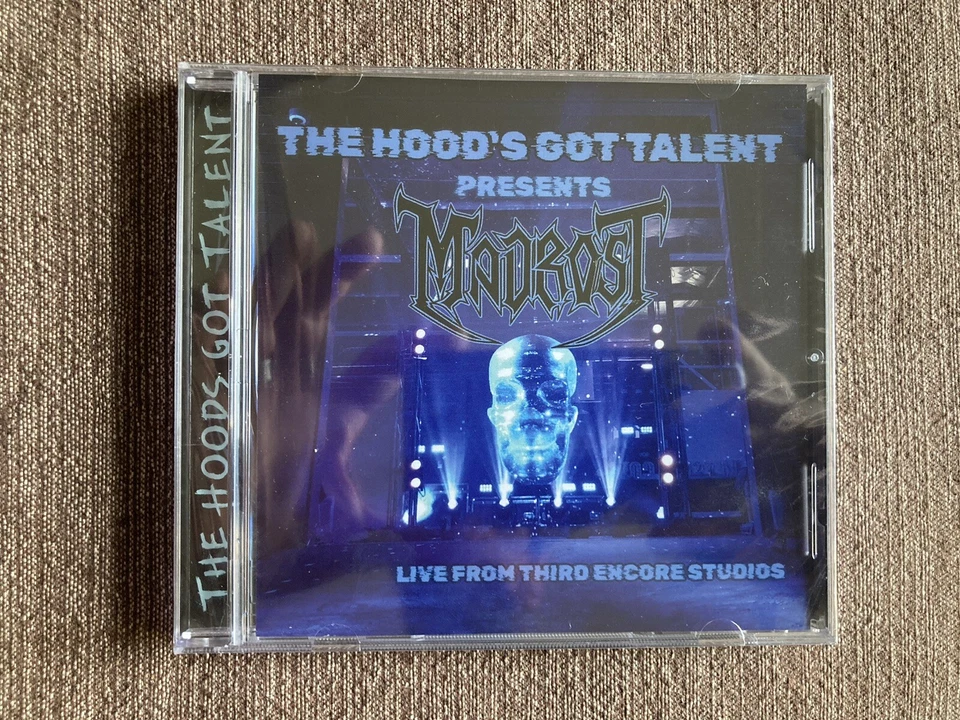 THE HOODS GOT TALENT
THE HOOD'S GOT TALENT
PRESENTS
MADROST
LIVE FROM THIRD ENCORE STUDIOS